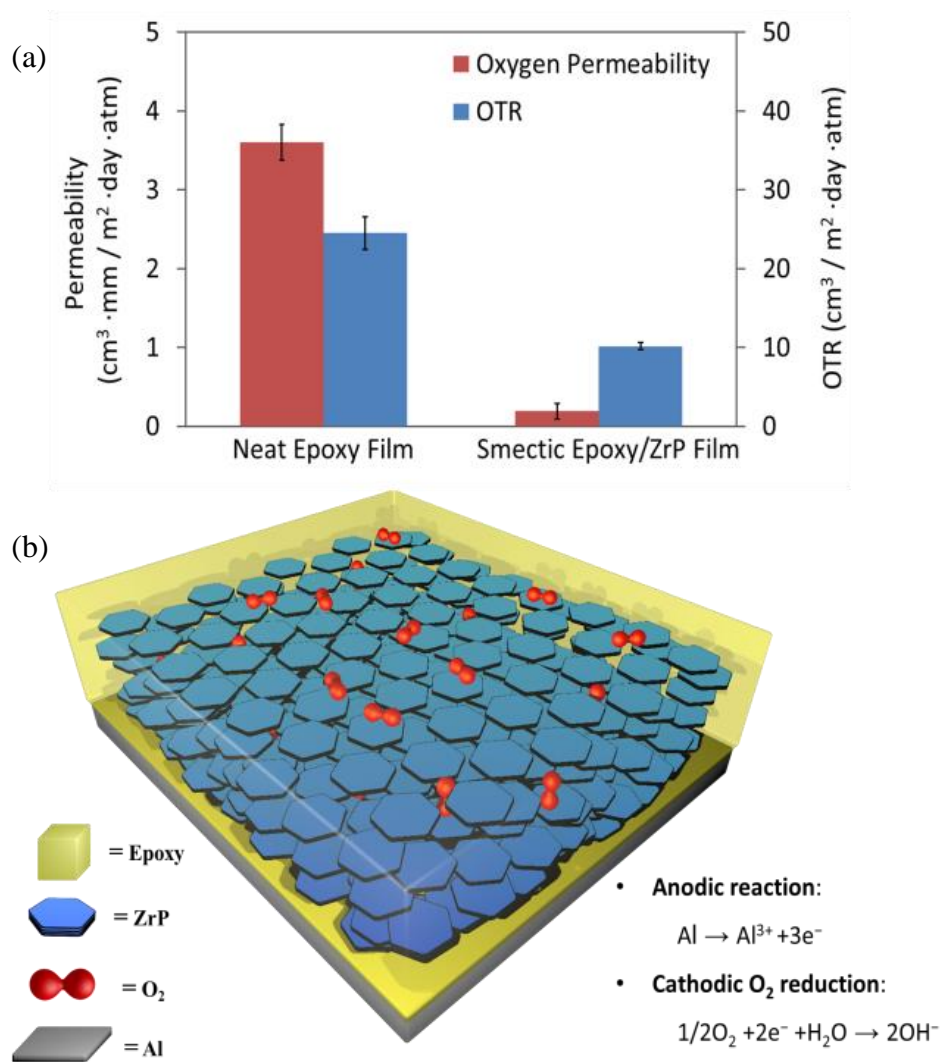 (a)
5
4
3
2
1
0
Permeability
(cm³ ·mm / m² ·day ·atm)
Oxygen Permeability
OTR
50
40
30
20
10
0
OTR (cm³ / m² ·day ·atm)
Neat Epoxy Film
Smectic Epoxy/ZrP Film
(b)
= Epoxy
= ZrP
= O₂
= Al
• Anodic reaction:
Al → Al³⁺ +3e⁻
• Cathodic O₂ reduction:
1/2O₂ +2e⁻ +H₂O → 2OH⁻